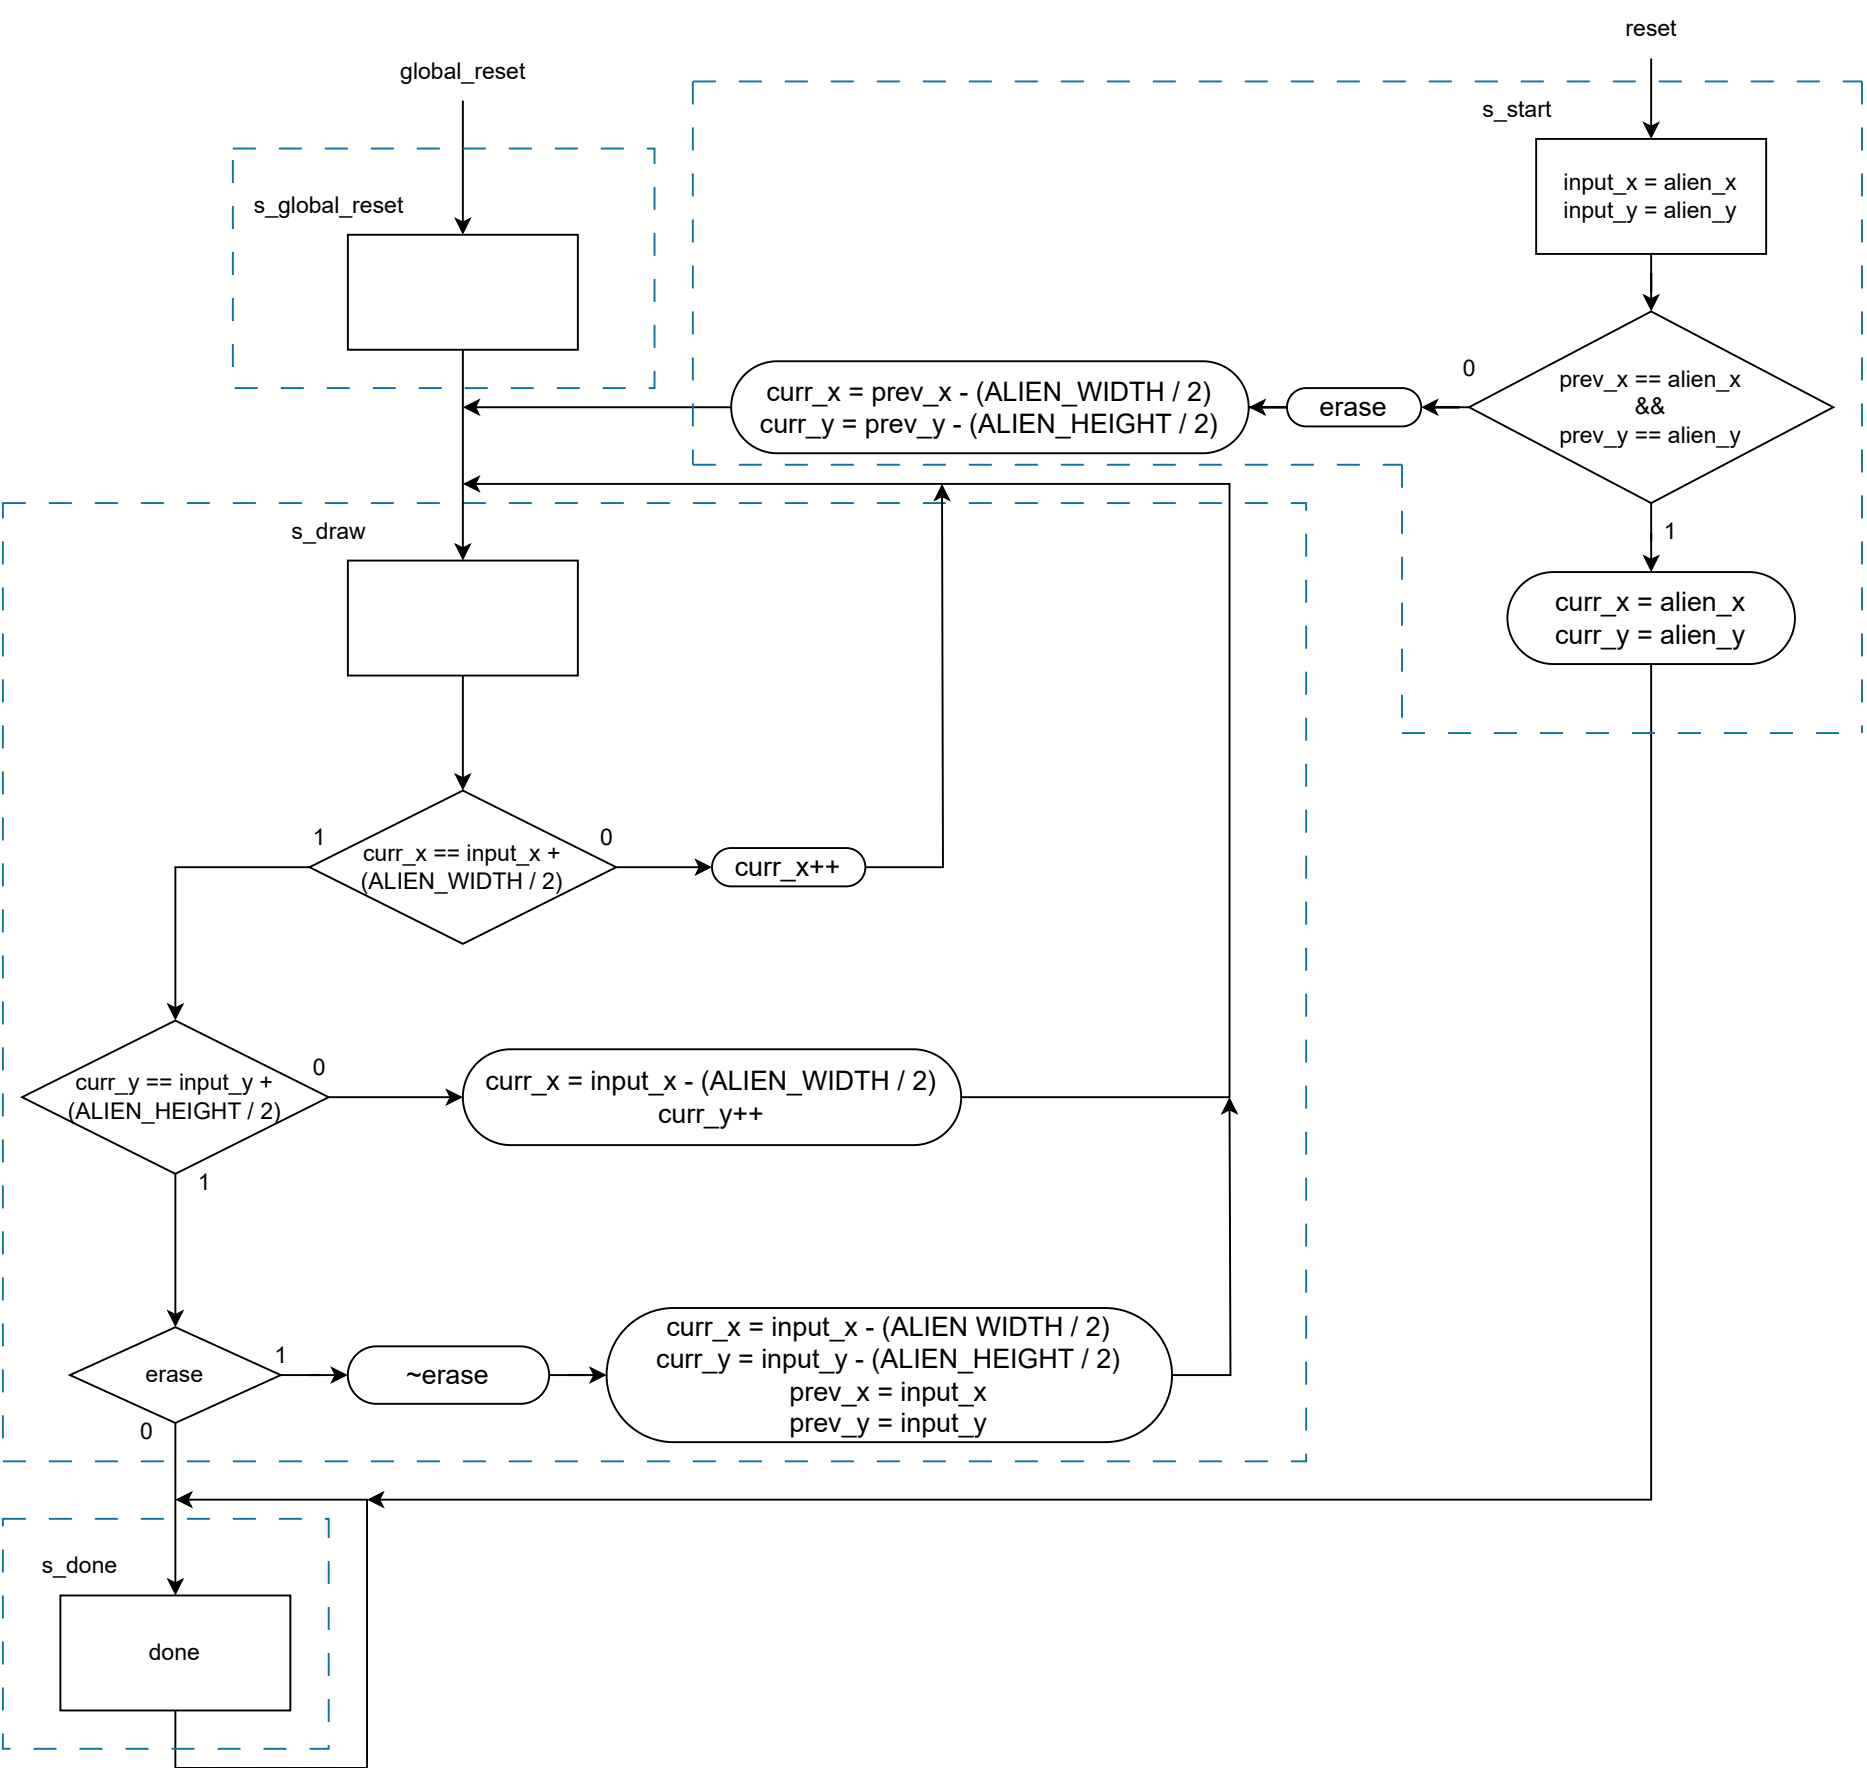 reset
global_reset
s_start
input_x = alien_x
input_y = alien_y
s_global_reset
0
prev_x == alien_x
&&
prev_y == alien_y
erase
curr_x = prev_x - (ALIEN_WIDTH / 2)
curr_y = prev_y - (ALIEN_HEIGHT / 2)
1
curr_x = alien_x
curr_y = alien_y
s_draw
1
0
curr_x == input_x +
(ALIEN_WIDTH / 2)
curr_x++
0
curr_y == input_y +
(ALIEN_HEIGHT / 2)
curr_x = input_x - (ALIEN_WIDTH / 2)
curr_y++
1
erase
1
~erase
curr_x = input_x - (ALIEN WIDTH / 2)
curr_y = input_y - (ALIEN_HEIGHT / 2)
prev_x = input_x
prev_y = input_y
0
s_done
done